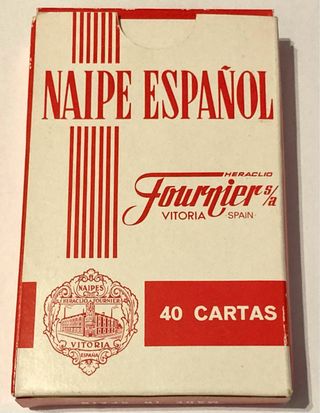 NAIPE ESPAÑOL
HERACLIO
Fournier s/a
VITORIA SPAIN
40 CARTAS
NAIPES
HERACLIO FOURNIER
VITORIA
ESPAÑA